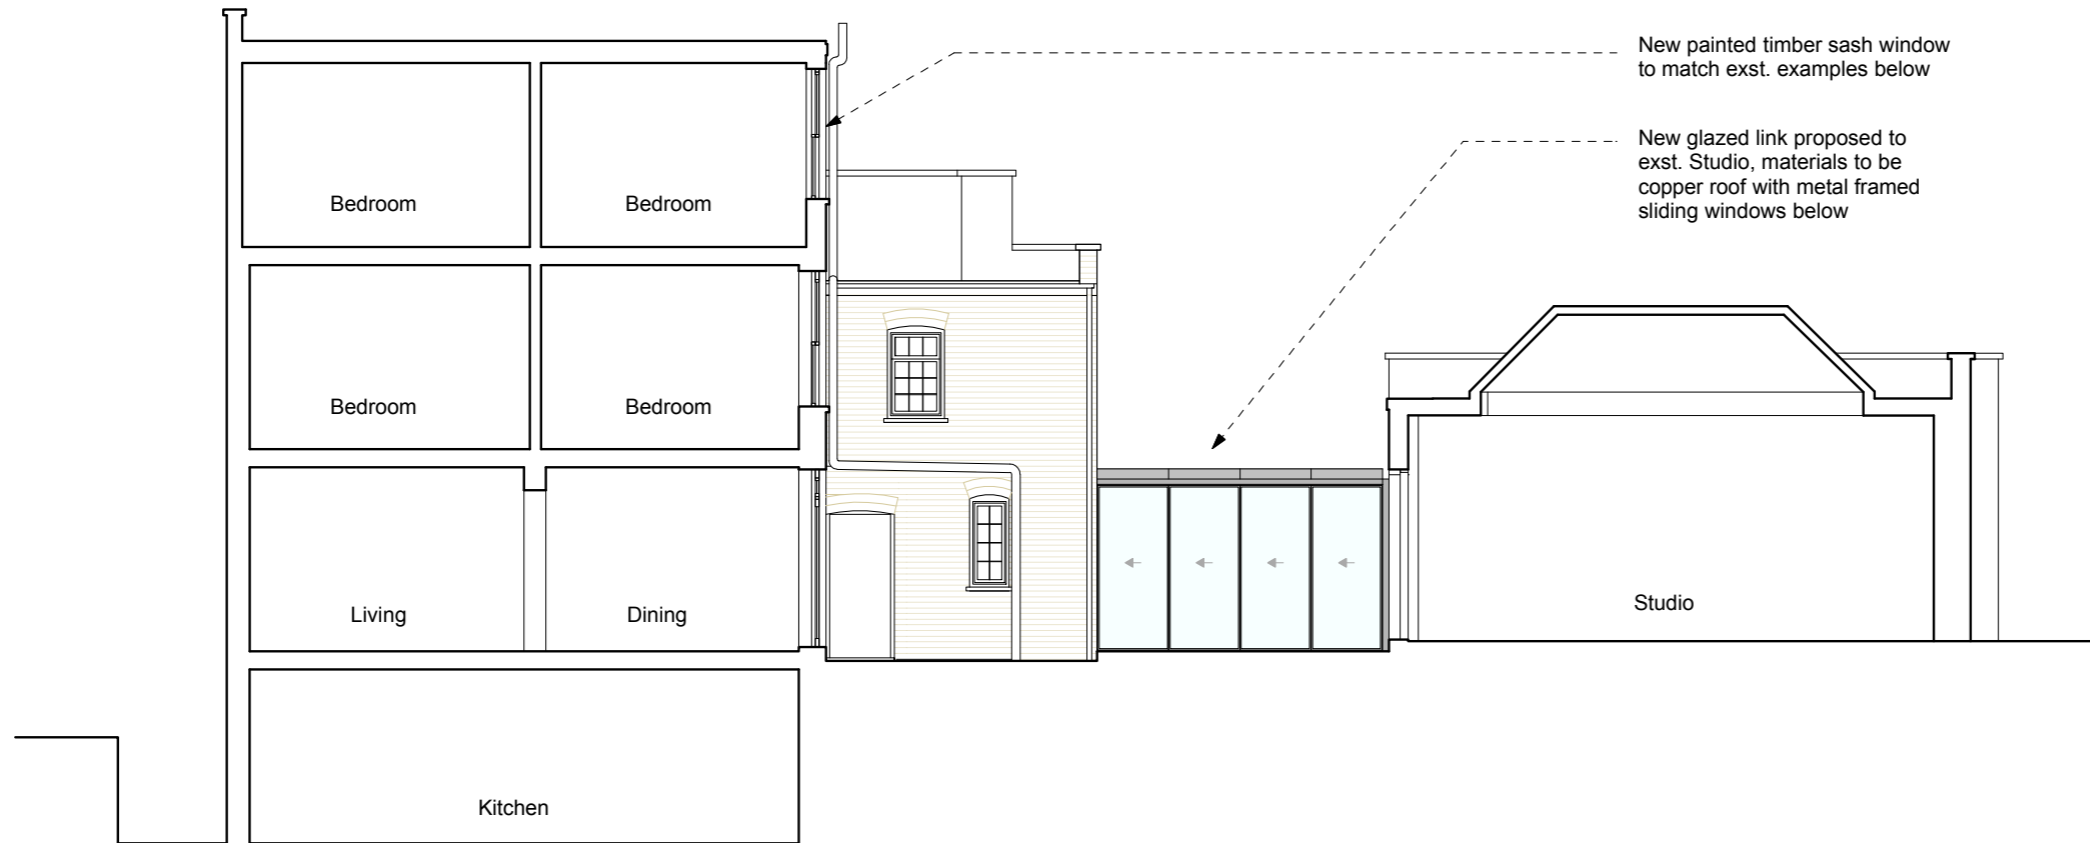 New painted timber sash window
to match exst. examples below
New glazed link proposed to
exst. Studio, materials to be
copper roof with metal framed
sliding windows below
Bedroom
Bedroom
Bedroom
Bedroom
Living
Dining
Studio
Kitchen